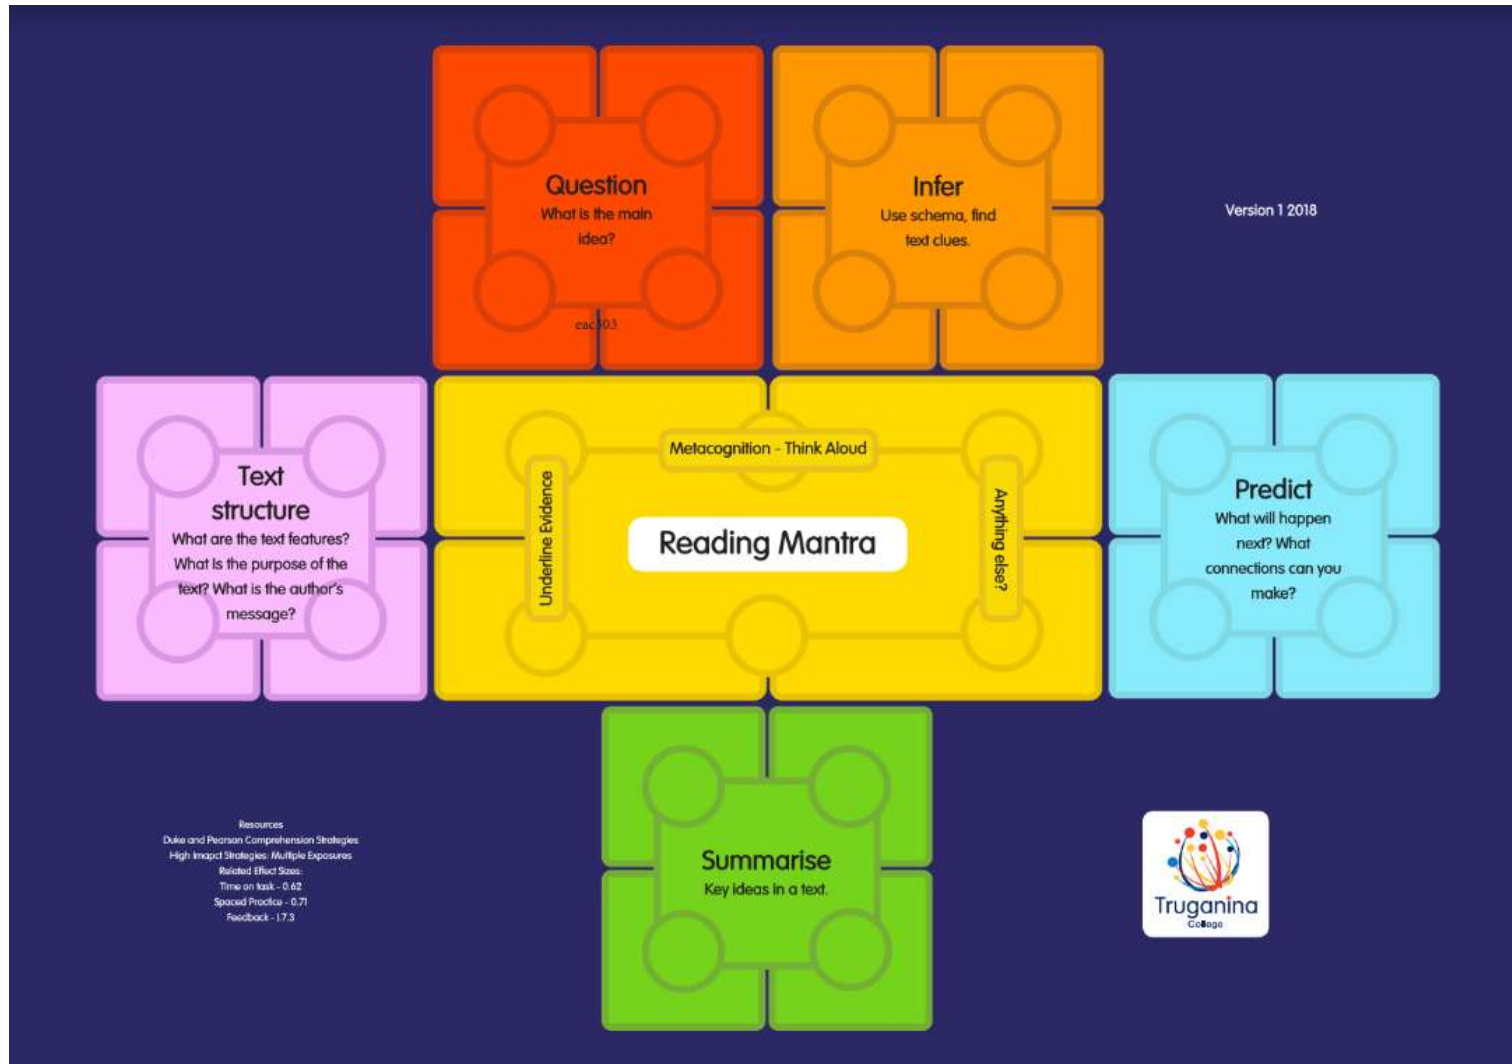 Question
What is the main
idea?
eac303
Infer
Use schema, find
text clues.
Version 1 2018
Text
structure
What are the text features?
What Is the purpose of the
text? What is the author's
message?
Metacognition - Think Aloud
Underline Evidence
Reading Mantra
Anything else?
Predict
What will happen
next? What
connections can you
make?
Summarise
Key ideas in a text.
Resources
Duke and Pearson Comprehension Strategies
High Imapct Strategies: Multiple Exposures
Related Effect Sizes:
Time on task - 0.62
Spaced Practice - 0.71
Feedback - 1.7.3
Truganina
College